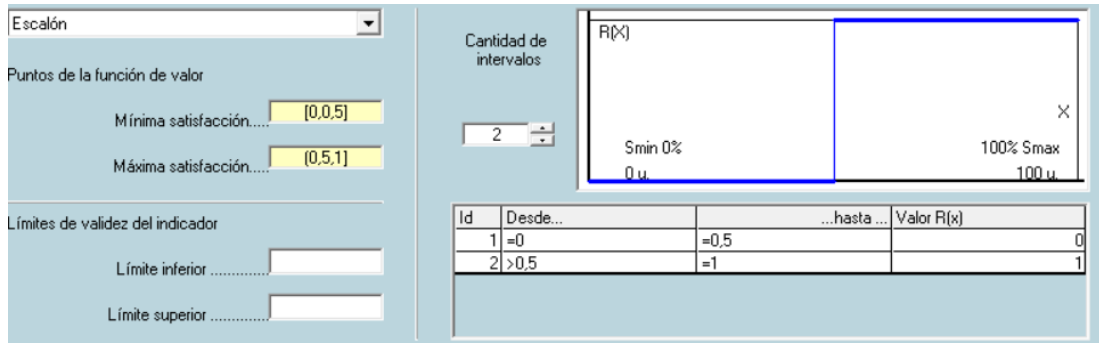 Escalón
Puntos de la función de valor
Mínima satisfacción..... [0,0,5]
Máxima satisfacción..... (0,5,1]
Límites de validez del indicador
Límite inferior .............
Límite superior ..............
Cantidad de
intervalos
2
R(X)
X
Smin 0% 100% Smax
0 u. 100 u.
Id Desde... ...hasta ... Valor R(x)
1 =0 =0,5 0
2 >0,5 =1 1